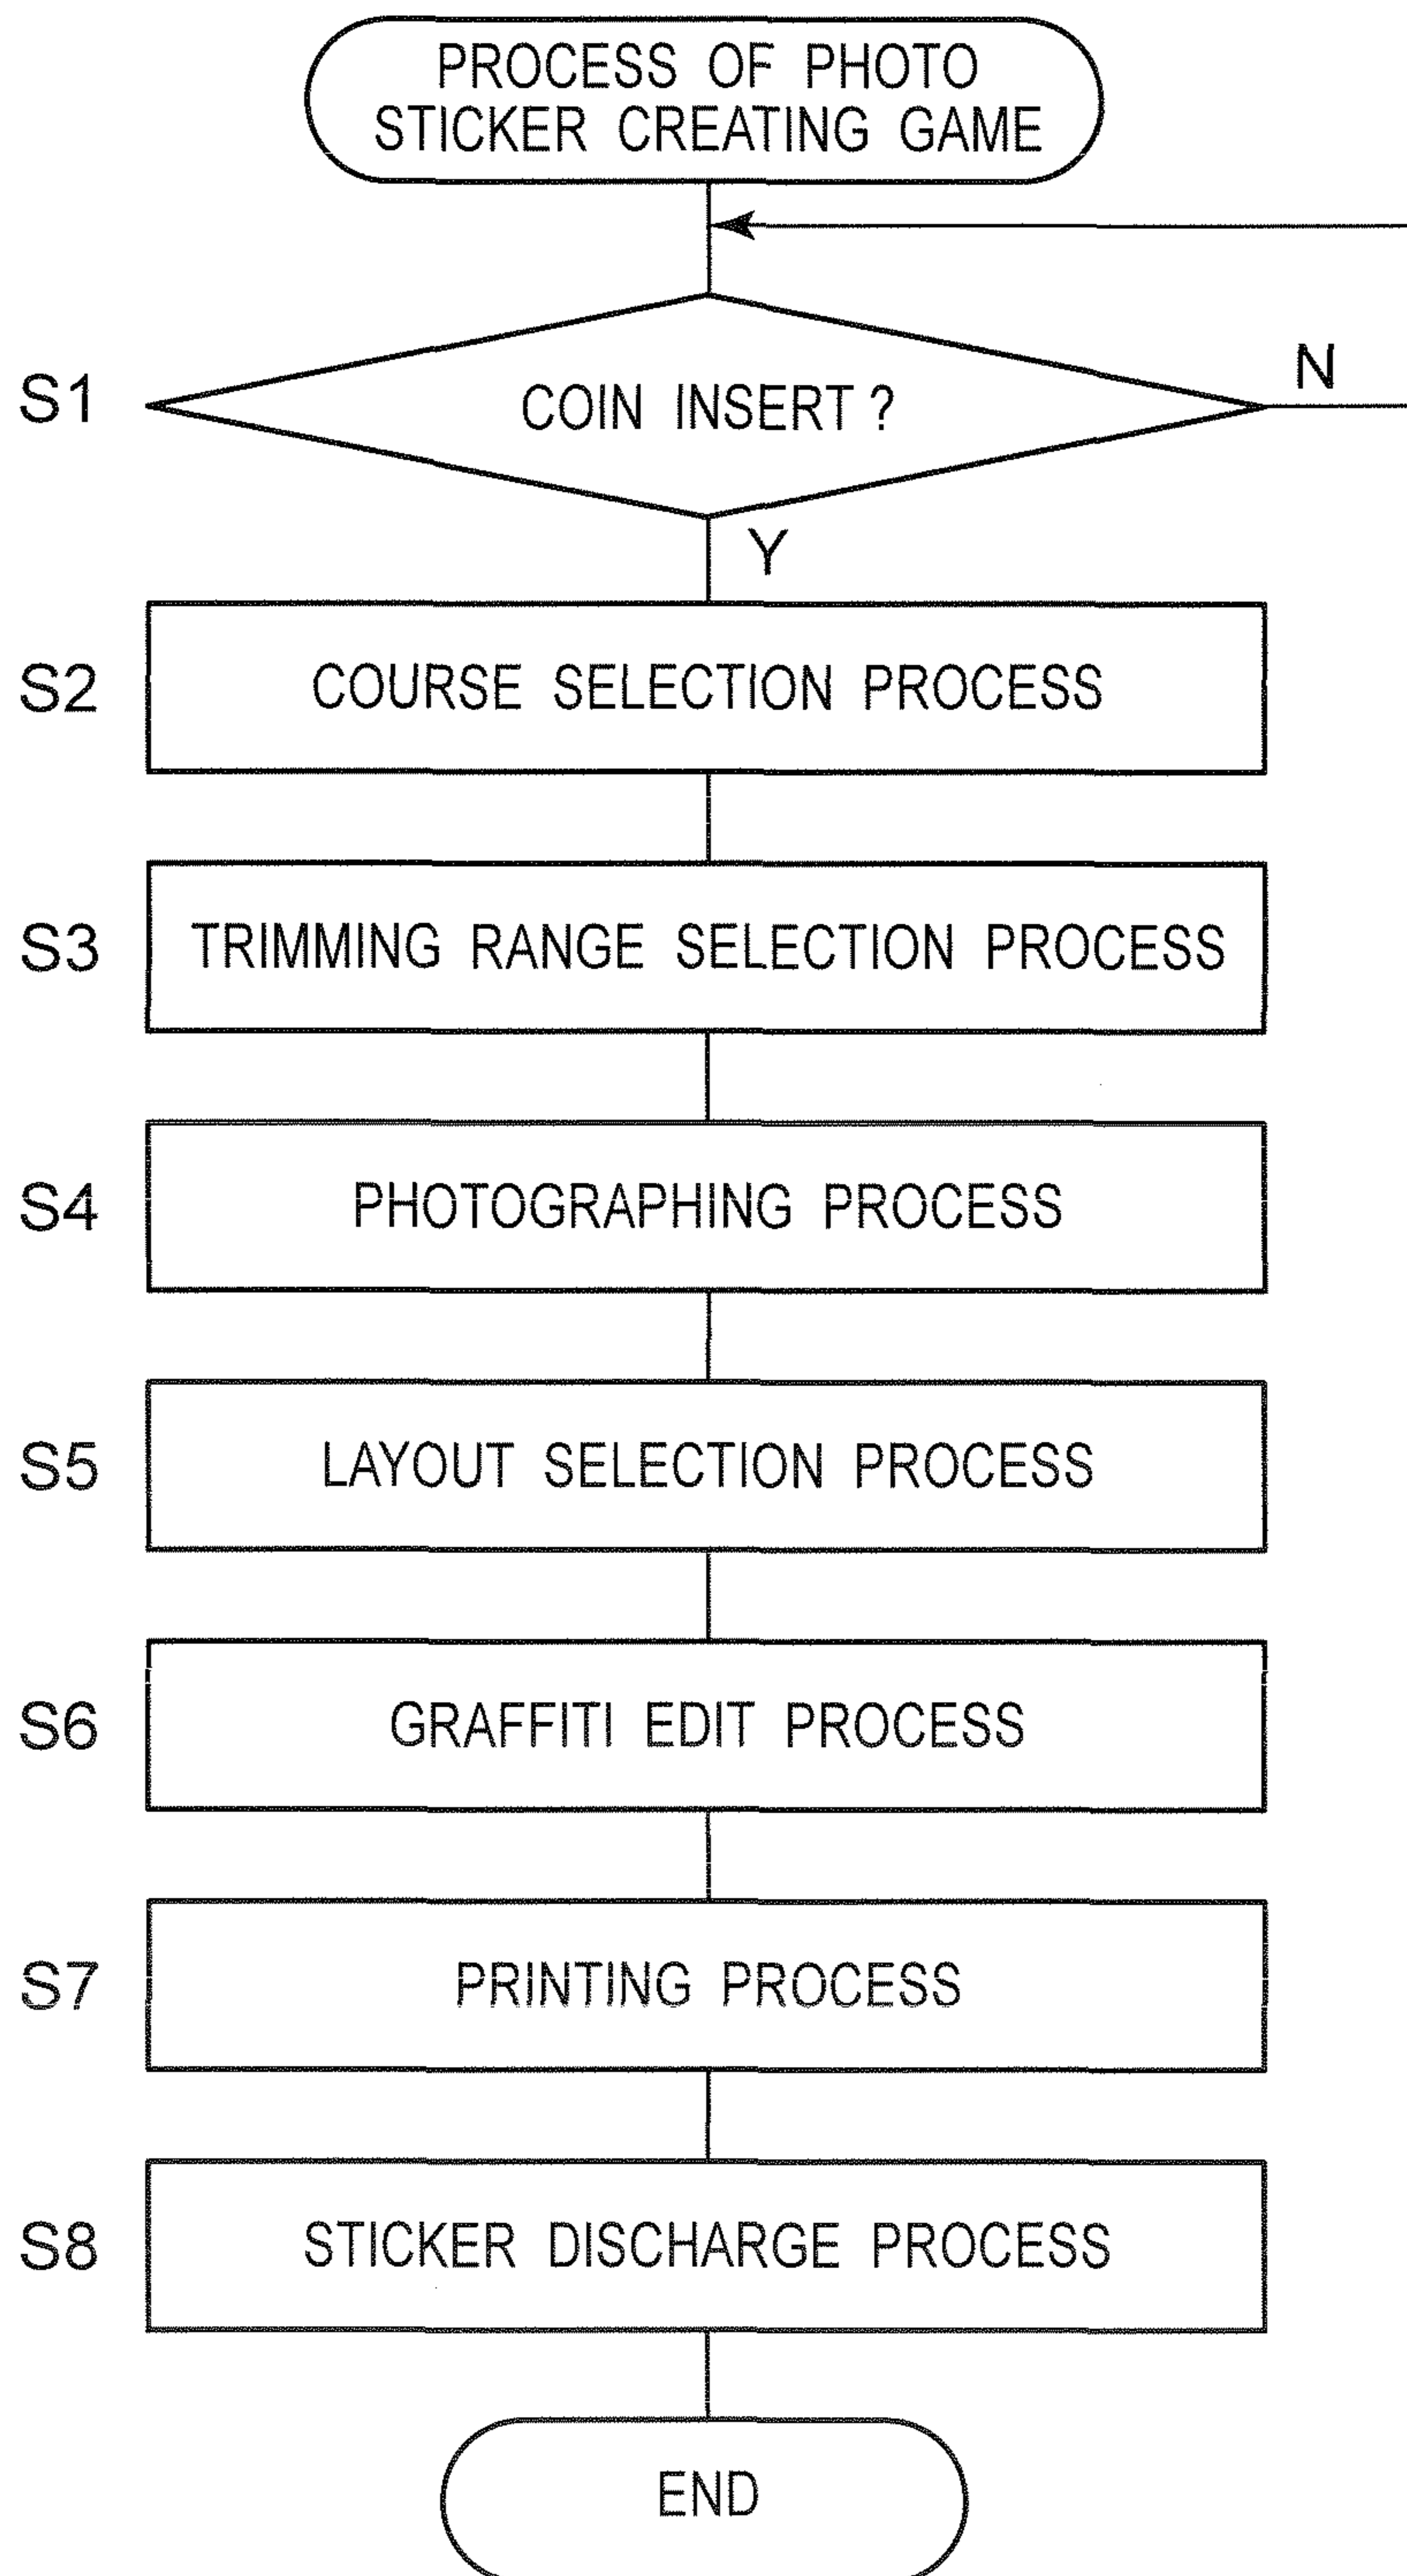 PROCESS OF PHOTO
STICKER CREATING GAME
S1
COIN INSERT ?
N
Y
S2
COURSE SELECTION PROCESS
S3
TRIMMING RANGE SELECTION PROCESS
S4
PHOTOGRAPHING PROCESS
S5
LAYOUT SELECTION PROCESS
S6
GRAFFITI EDIT PROCESS
S7
PRINTING PROCESS
S8
STICKER DISCHARGE PROCESS
END